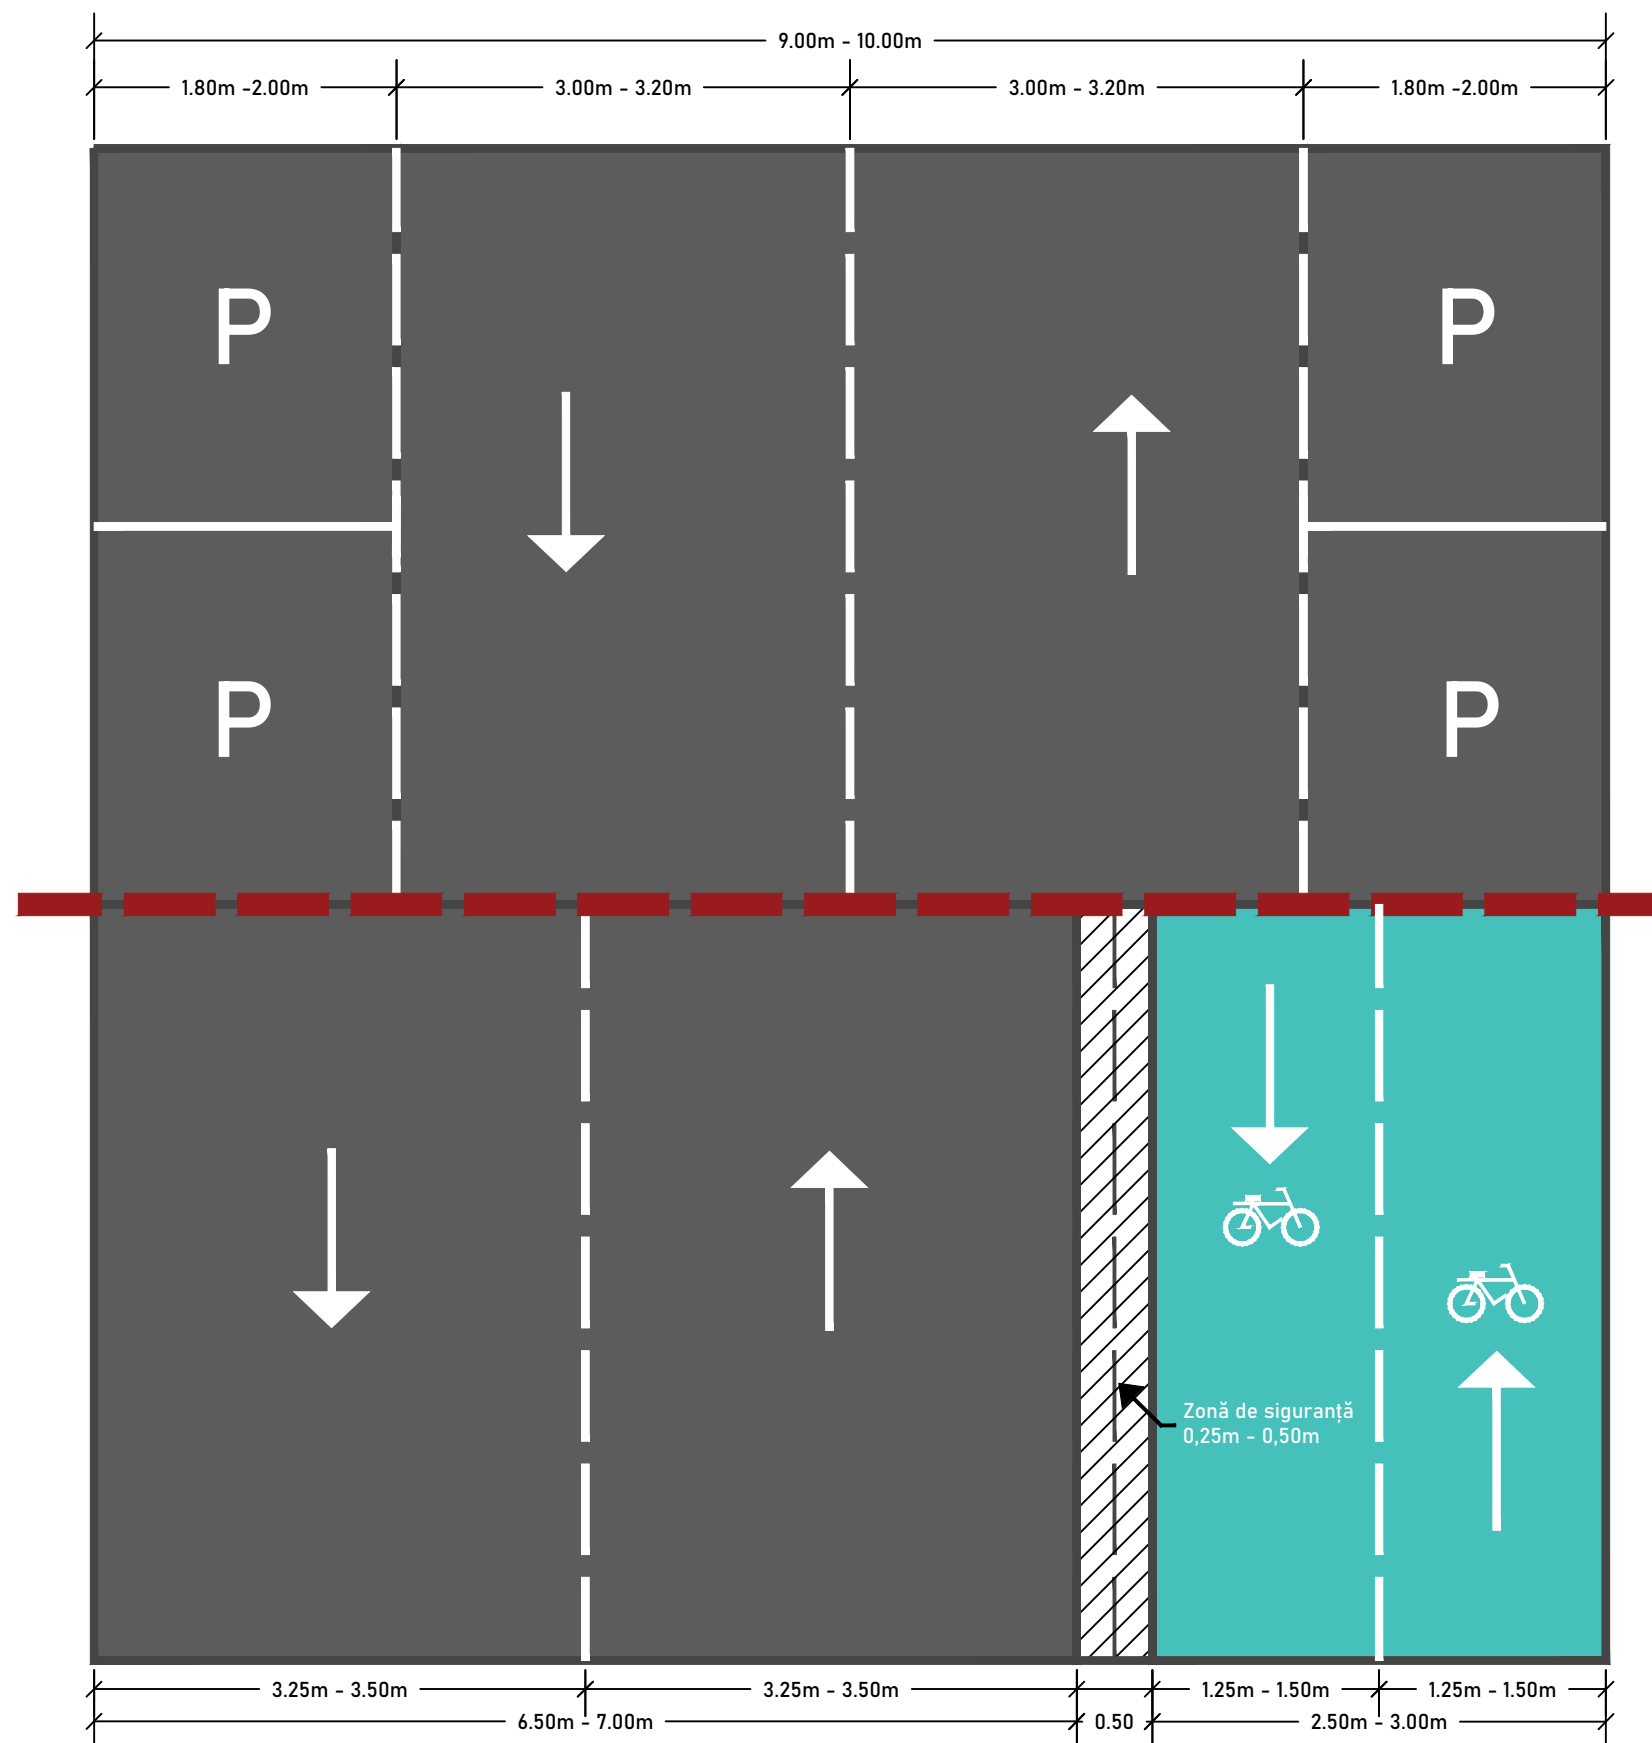 9.00m - 10.00m
1.80m -2.00m
3.00m - 3.20m
3.00m - 3.20m
1.80m -2.00m
P
P
P
P
Zonă de siguranță
0,25m - 0,50m
3.25m - 3.50m
3.25m - 3.50m
1.25m - 1.50m
1.25m - 1.50m
6.50m - 7.00m
0.50
2.50m - 3.00m